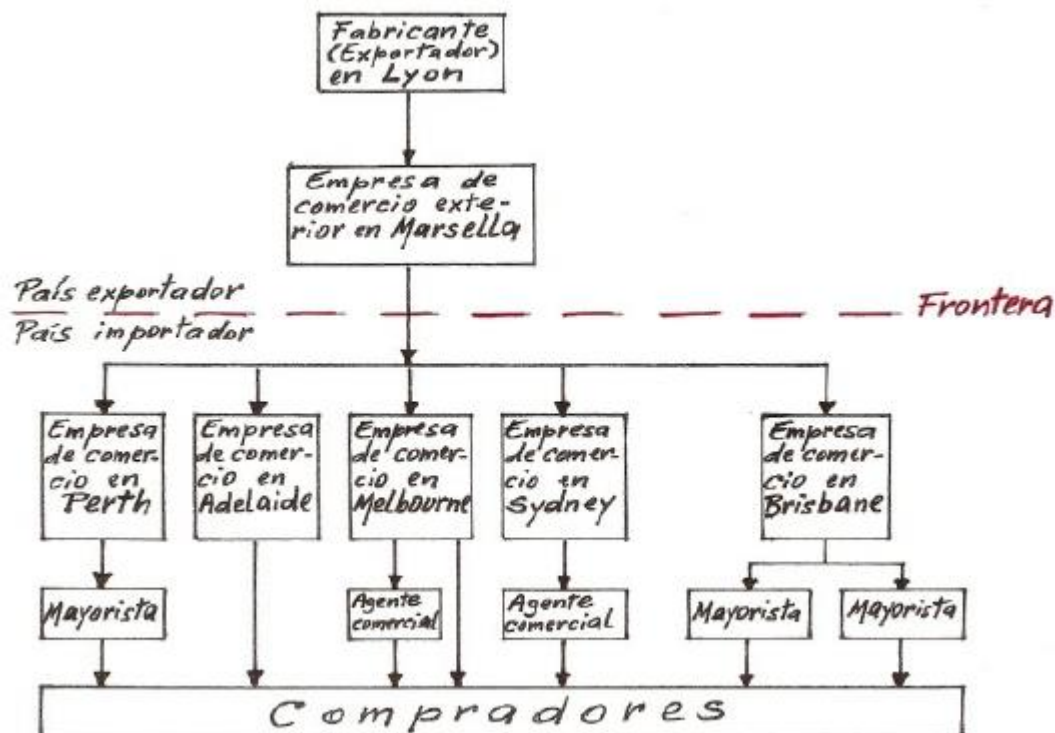 Fabricante
(Exportador)
en Lyon
Empresa de
comercio exte-
rior en Marsella
País exportador
Frontera
País importador
Empresa
de comer-
cio en
Perth
Empresa
de comer-
cio en
Adelaide
Empresa
de comer-
cio en
Melbourne
Empresa
de comer-
cio en
Sydney
Empresa
de comer-
cio en
Brisbane
Mayorista
Agente
comercial
Agente
comercial
Mayorista
Mayorista
Compradores